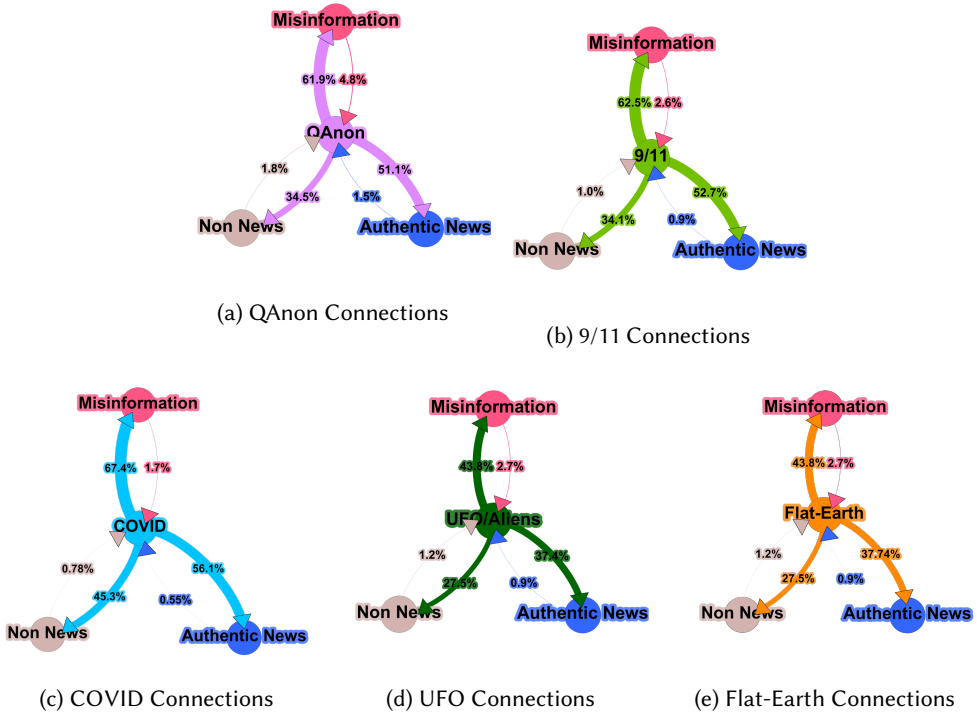 Misinformation
61.9% 4.8%
QAnon
1.8% 51.1%
34.5% 1.5%
Non News Authentic News
(a) QAnon Connections
Misinformation
62.5% 2.6%
9/11
1.0% 52.7%
34.1% 0.9%
Non News Authentic News
(b) 9/11 Connections
Misinformation
67.4% 1.7%
COVID
0.78% 56.1%
45.3% 0.55%
Non News Authentic News
(c) COVID Connections
Misinformation
43.8% 2.7%
UFO/Aliens
1.2% 37.4%
27.5% 0.9%
Non News Authentic News
(d) UFO Connections
Misinformation
43.8% 2.7%
Flat-Earth
1.2% 37.74%
27.5% 0.9%
Non News Authentic News
(e) Flat-Earth Connections